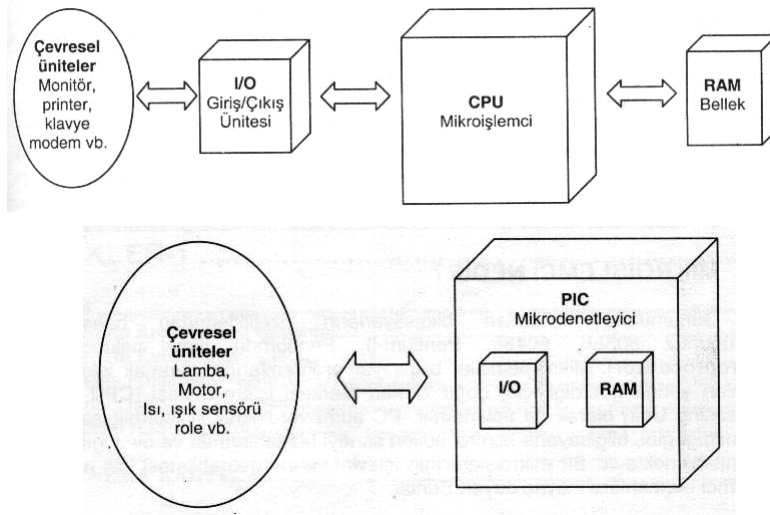 Çevresel
üniteler
Monitör,
printer,
klavye
modem vb.
I/O
Giriş/Çıkış
Ünitesi
CPU
Mikroişlemci
RAM
Bellek
Çevresel
üniteler
Lamba,
Motor,
Isı, ışık sensörü
role vb.
PIC
Mikrodenetleyici
I/O
RAM